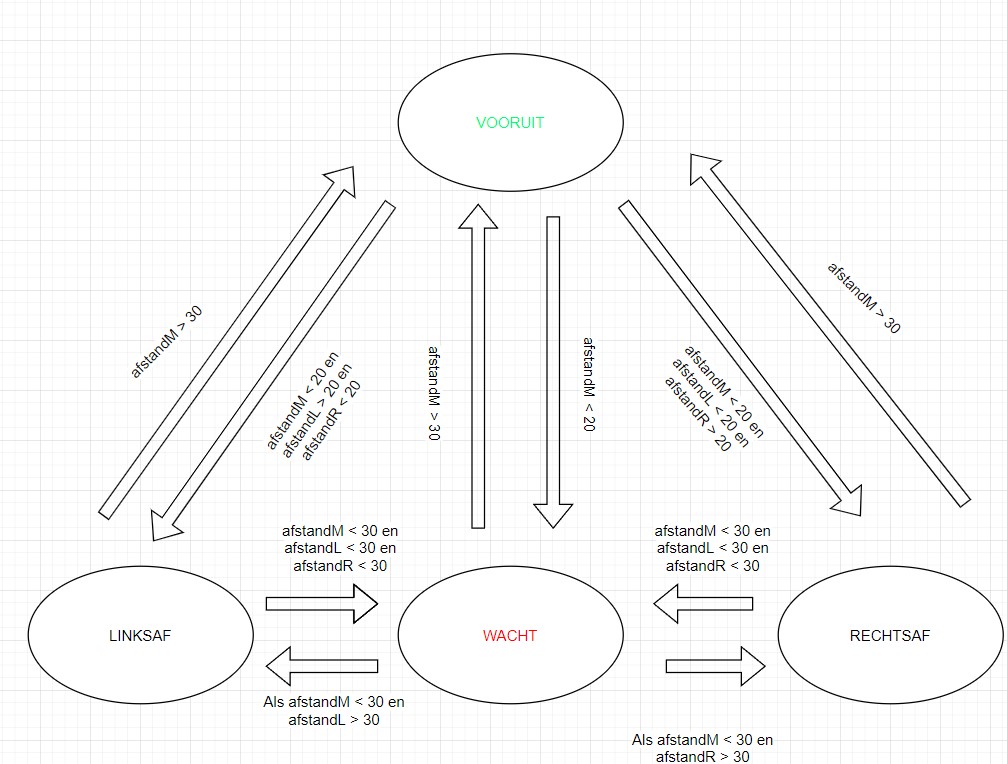 VOORUIT
afstandM > 30
afstandM < 20 en
afstandL > 20 en
afstandR < 20
afstandM > 30
afstandM < 20
afstandM < 20 en
afstandL < 20 en
afstandR > 20
afstandM > 30
afstandM < 30 en
afstandL < 30 en
afstandR < 30
afstandM < 30 en
afstandL < 30 en
afstandR < 30
LINKSAF
WACHT
RECHTSAF
Als afstandM < 30 en
afstandL > 30
Als afstandM < 30 en
afstandR > 30